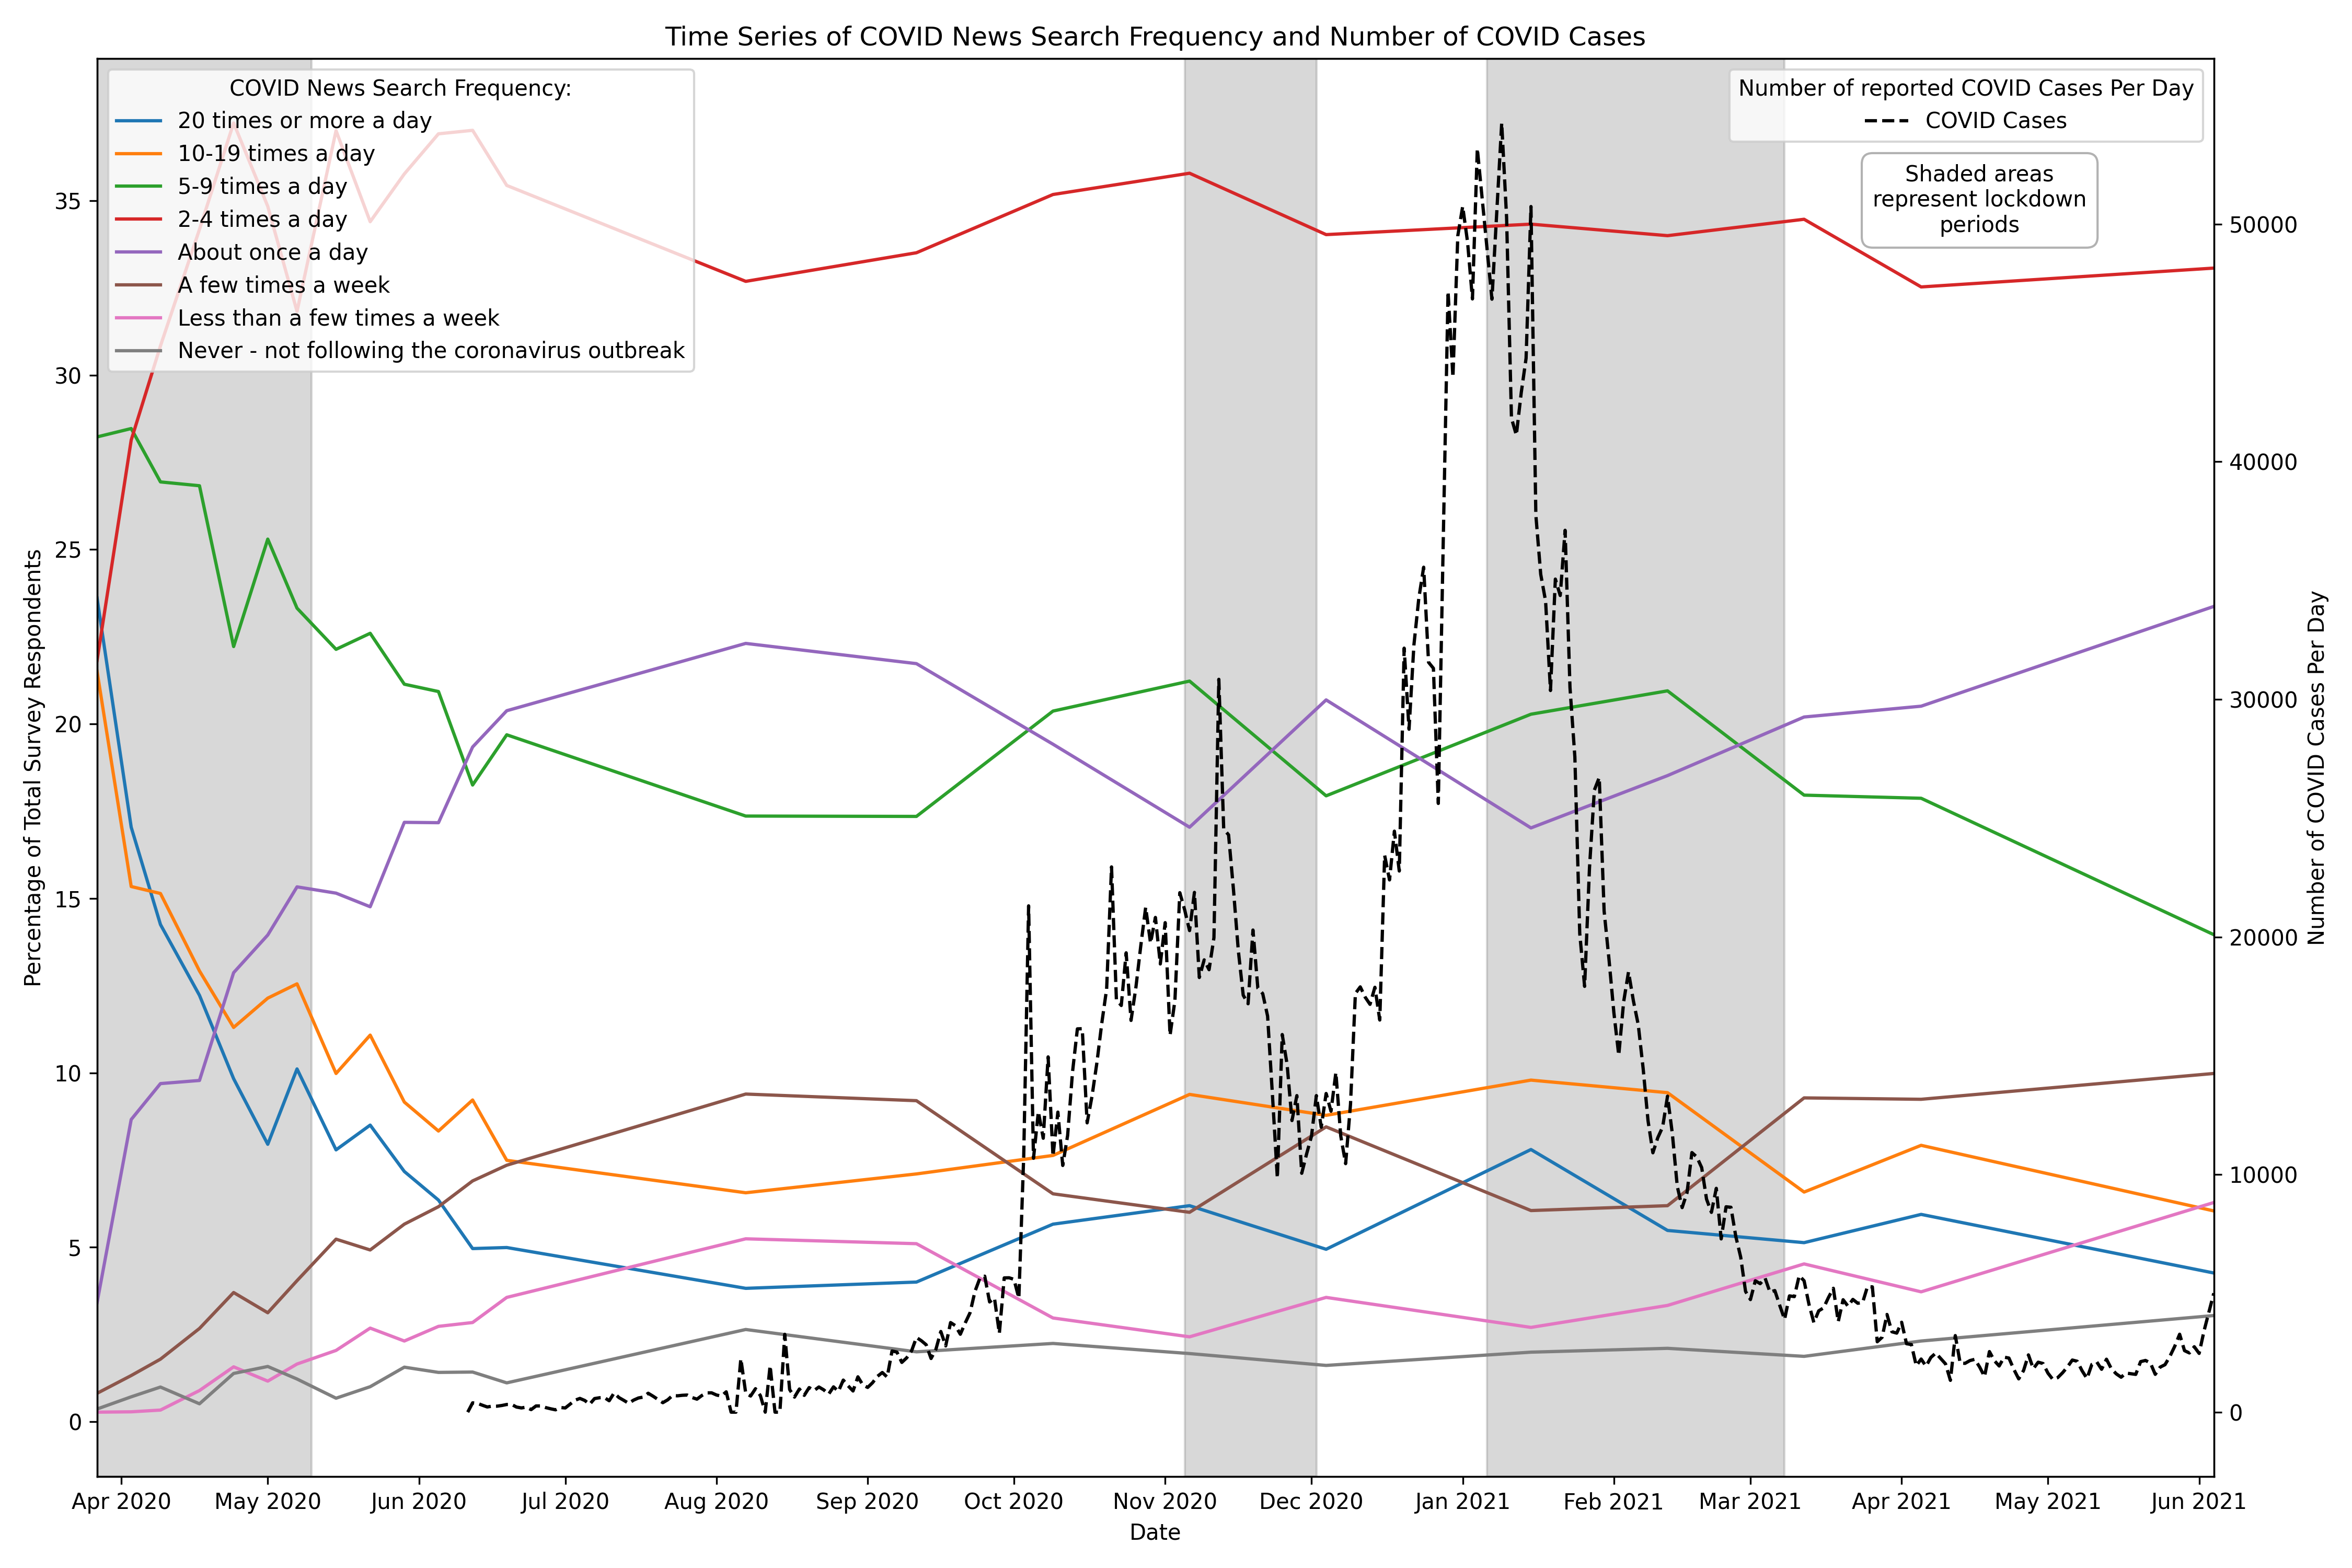 Time Series of COVID News Search Frequency and Number of COVID Cases
COVID News Search Frequency:
20 times or more a day
10-19 times a day
5-9 times a day
2-4 times a day
About once a day
A few times a week
Less than a few times a week
Never - not following the coronavirus outbreak
Number of reported COVID Cases Per Day
COVID Cases
Shaded areas
represent lockdown
periods
Percentage of Total Survey Respondents
35
30
25
20
15
10
5
0
Number of COVID Cases Per Day
50000
40000
30000
20000
10000
0
Apr 2020
May 2020
Jun 2020
Jul 2020
Aug 2020
Sep 2020
Oct 2020
Nov 2020
Dec 2020
Jan 2021
Feb 2021
Mar 2021
Apr 2021
May 2021
Jun 2021
Date